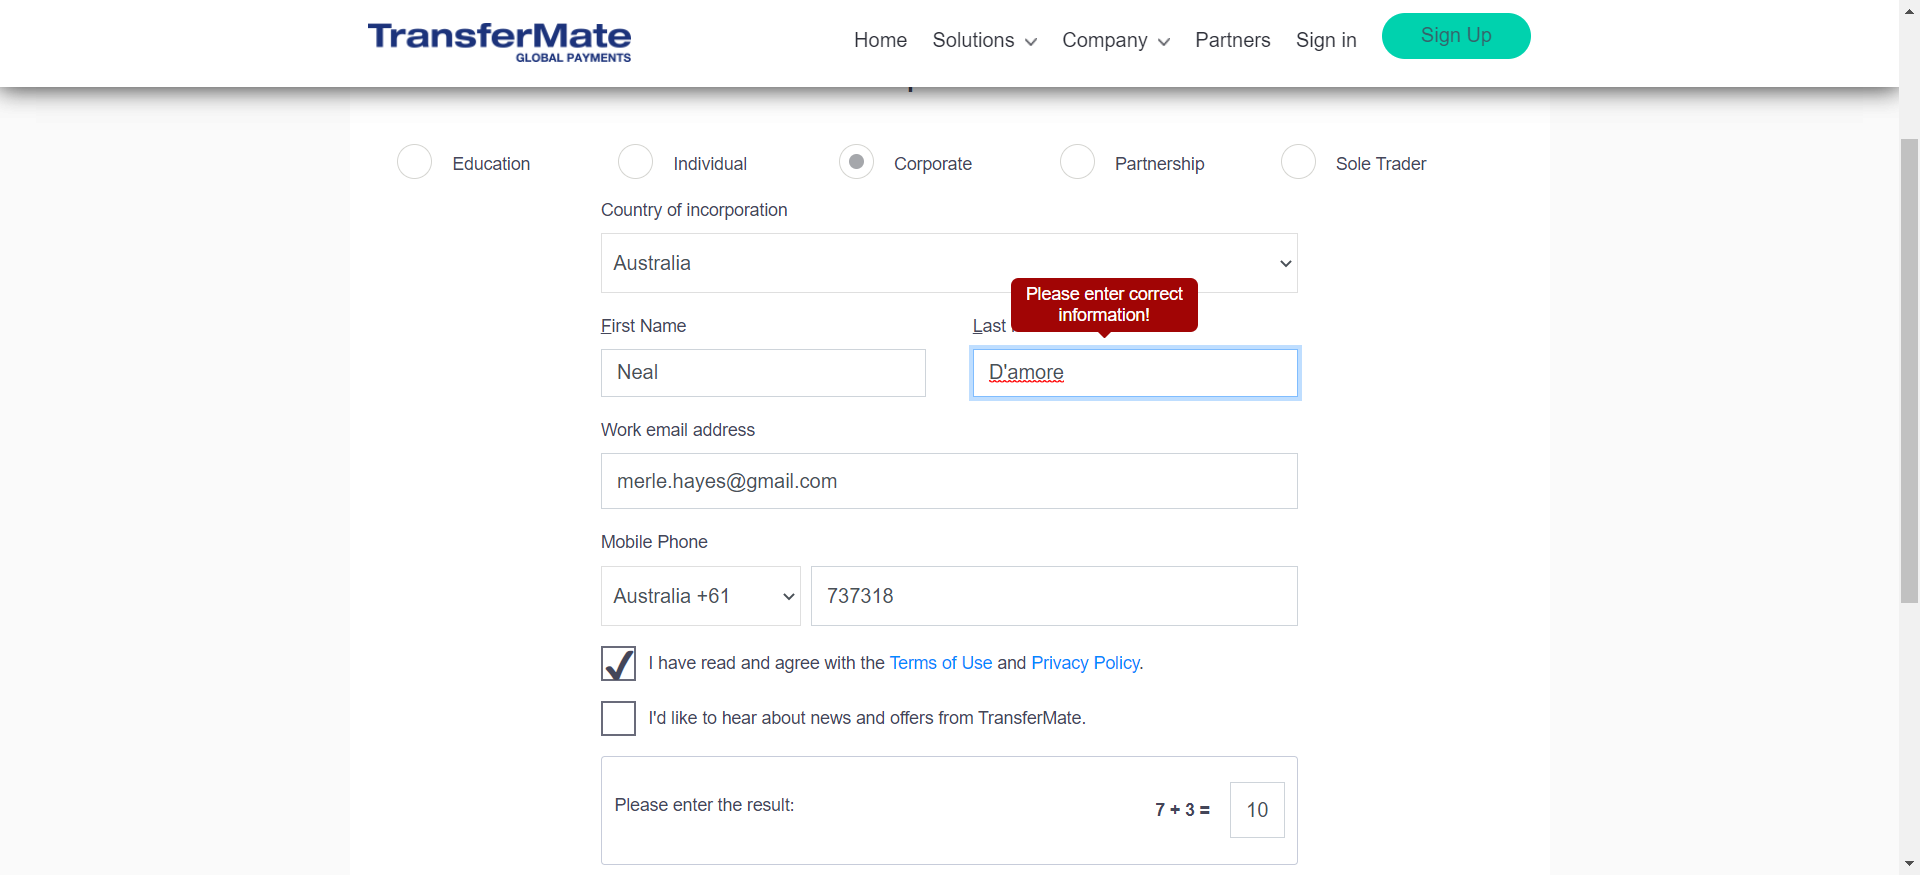 TransferMate
GLOBAL PAYMENTS
Home Solutions Company Partners Sign in Sign Up
Education Individual Corporate Partnership Sole Trader
Country of incorporation
Australia
Please enter correct
information!
First Name Last
Neal D'amore
Work email address
merle.hayes@gmail.com
Mobile Phone
Australia +61 737318
I have read and agree with the Terms of Use and Privacy Policy.
I'd like to hear about news and offers from TransferMate.
Please enter the result: 7 + 3 = 10